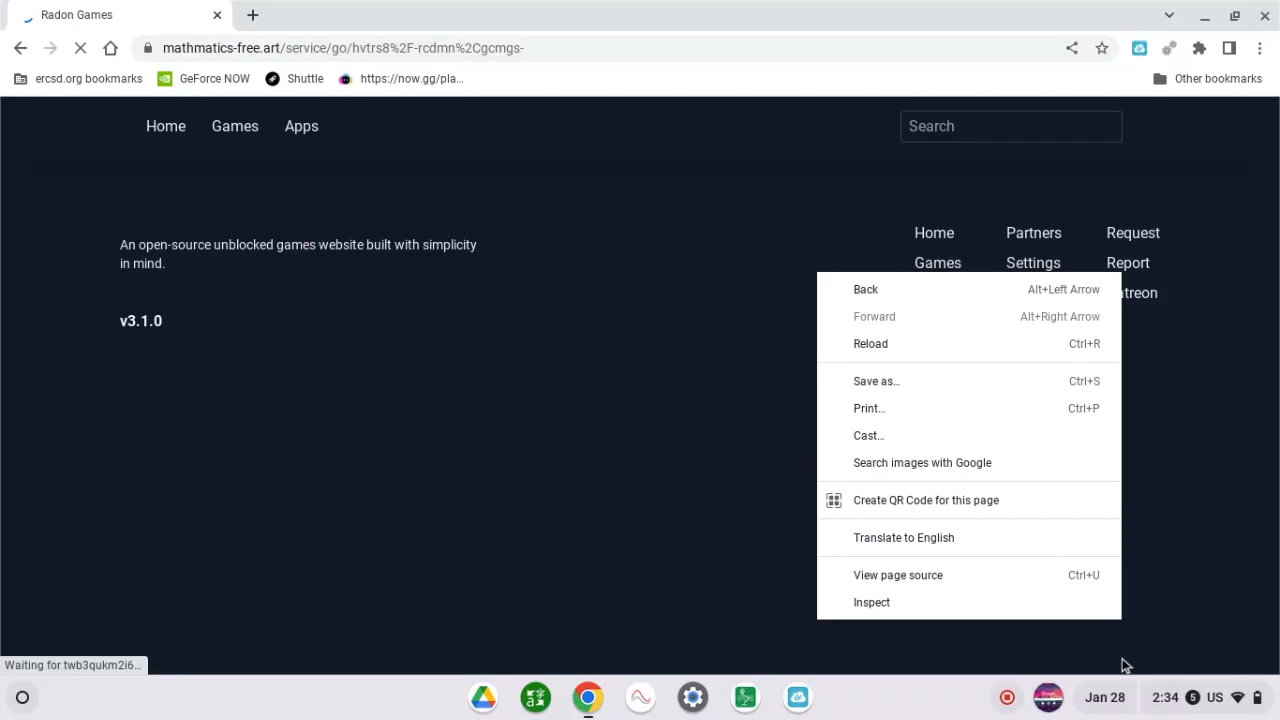 Radon Games
mathmatics-free.art/service/go/hvtrs8%2F-rcdmn%2Cgcmgs-
ercsd.org bookmarks
GeForce NOW
Shuttle
https://now.gg/pla...
Other bookmarks
Home
Games
Apps
Search
An open-source unblocked games website built with simplicity
in mind.
v3.1.0
Home Partners Request
Games Settings Report
atreon
Back Alt+Left Arrow
Forward Alt+Right Arrow
Reload Ctrl+R
Save as... Ctrl+S
Print... Ctrl+P
Cast...
Search images with Google
Create QR Code for this page
Translate to English
View page source Ctrl+U
Inspect
Waiting for twb3qukm2i6...
Jan 28
2:34 5 US